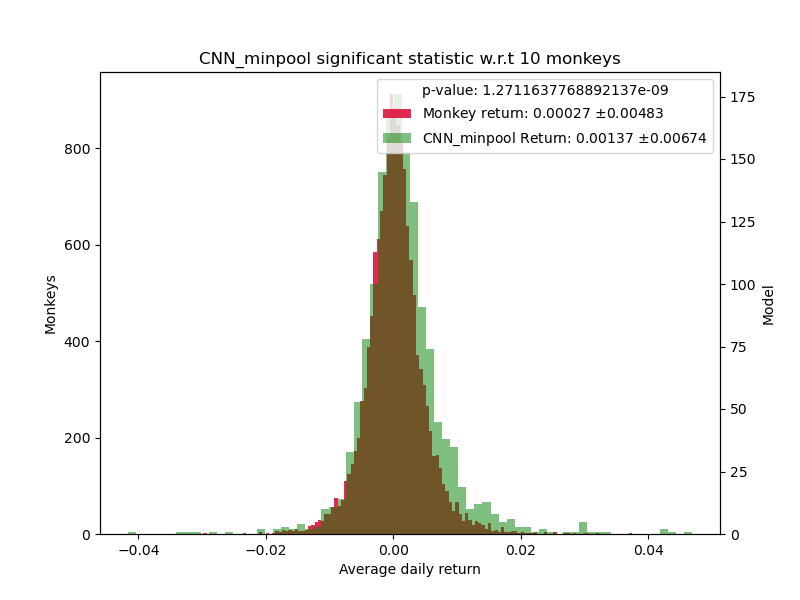 CNN_minpool significant statistic w.r.t 10 monkeys
p-value: 1.2711637768892137e-09
Monkey return: 0.00027 ±0.00483
CNN_minpool Return: 0.00137 ±0.00674
Monkeys
800
600
400
200
0
175
150
125
100
75
50
25
0
Model
−0.04
−0.02
0.00
0.02
0.04
Average daily return